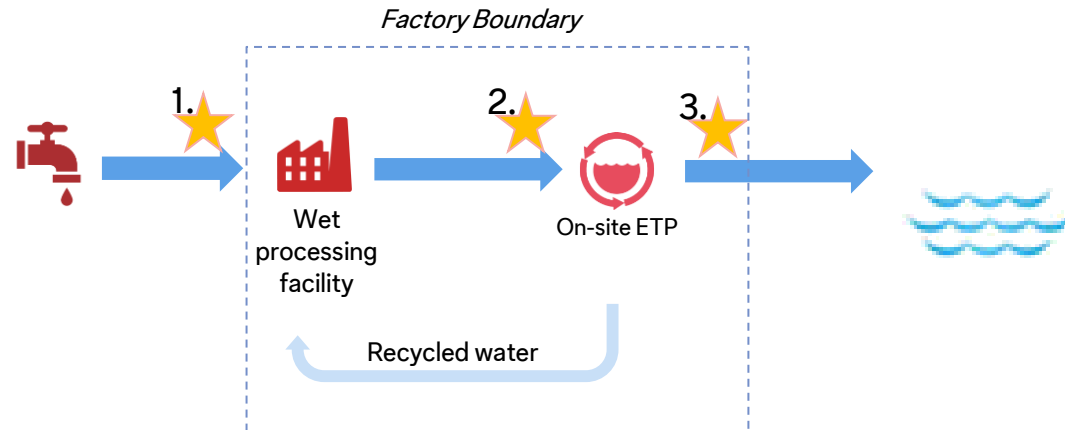 Factory Boundary
1.
2.
3.
Wet
processing
facility
On-site ETP
Recycled water